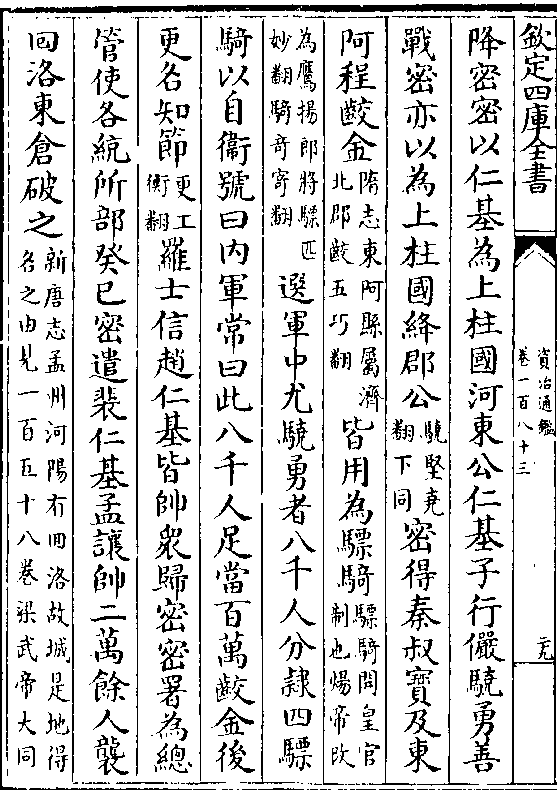 欽定四庫全書
資治通鑑
卷一百八十三
二九
降密密以仁基為上柱國河東公仁基子行儼驍勇善
戰密亦以為上柱國絳郡公驍堅堯翻下同密得秦叔寶及東
阿程齩金隋志東阿縣屬濟北郡齩五巧翻皆用為驃騎驃騎問皇官制也煬帝改
為鷹揚郎將驃匹妙翻騎奇寄翻選軍中尤驍勇者八千人分隷四驃
騎以自衞號曰内軍常曰此八千人足當百萬齩金後
更名知節更工衡翻羅士信趙仁基皆帥衆歸密密署為總
管使各統所部癸巳密遣裴仁基孟讓帥二萬餘人襲
回洛東倉破之新唐志孟州河陽有回洛故城是地得名之由見一百五十八卷梁武帝大同